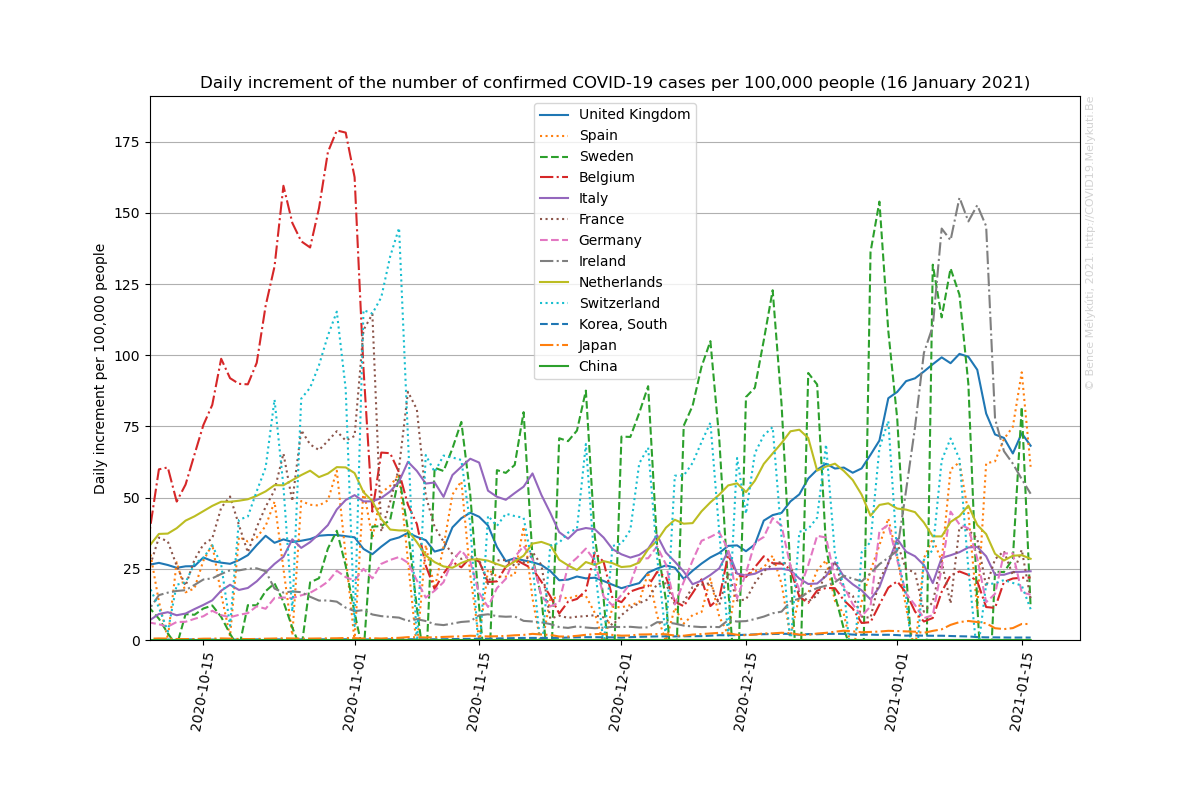 Daily increment of the number of confirmed COVID-19 cases per 100,000 people (16 January 2021)
Daily increment per 100,000 people
175
150
125
100
75
50
25
0
United Kingdom
Spain
Sweden
Belgium
Italy
France
Germany
Ireland
Netherlands
Switzerland
Korea, South
Japan
China
2020-10-15
2020-11-01
2020-11-15
2020-12-01
2020-12-15
2021-01-01
2021-01-15
© Bence Mélykúti, 2021 http://COVID19.Melykuti.Be